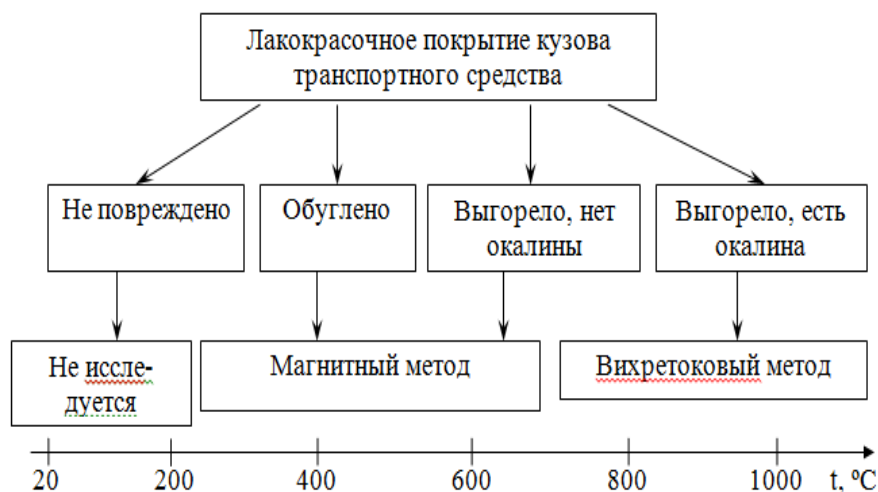 Лакокрасочное покрытие кузова
транспортного средства
Не повреждено
Обуглено
Выгорело, нет
окалины
Выгорело, есть
окалина
Не иссле-
дуется
Магнитный метод
Вихретоковый метод
20 200 400 600 800 1000 t, ºC